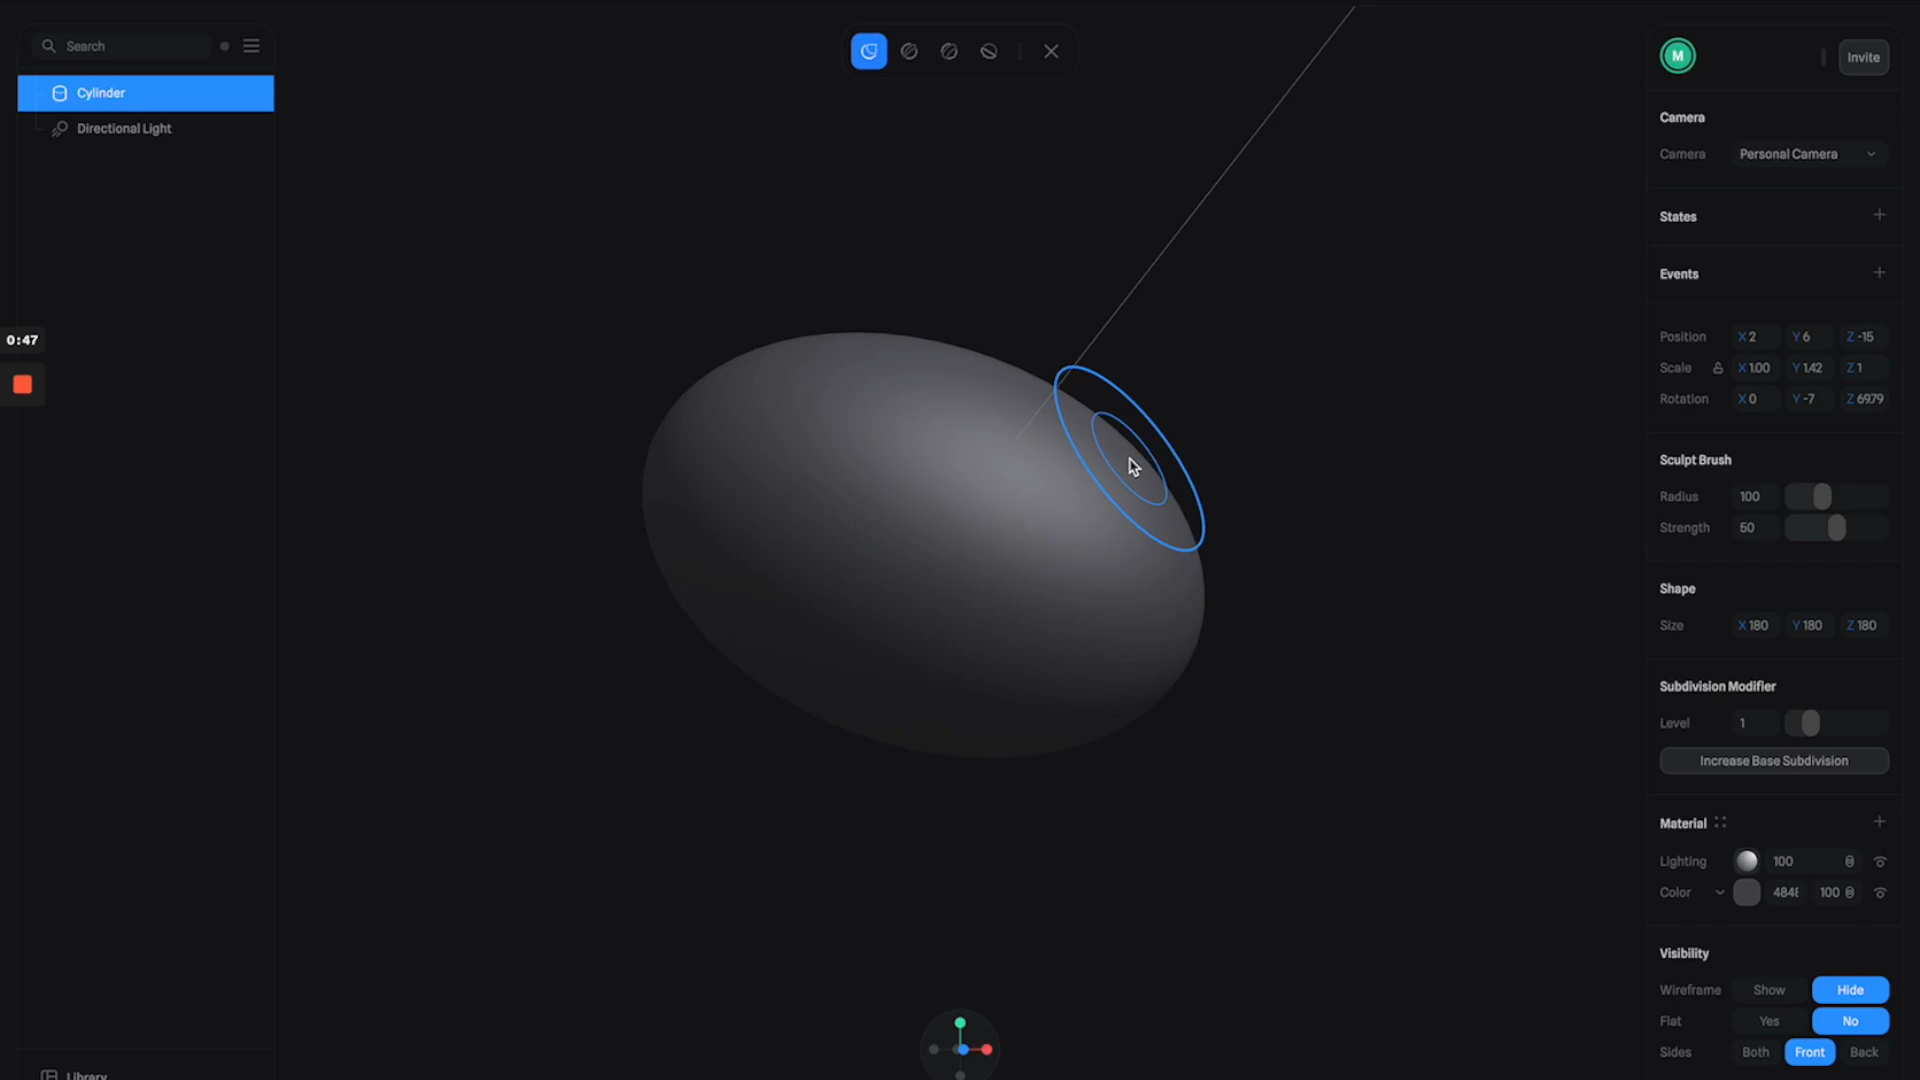 Search
Cylinder
Directional Light
0:47
Library
M
Invite
Camera
Camera Personal Camera
States
Events
Position X 2 Y 6 Z -15
Scale X 1.00 Y 1.42 Z 1
Rotation X 0 Y -7 Z 69.79
Sculpt Brush
Radius 100
Strength 50
Shape
Size X 180 Y 180 Z 180
Subdivision Modifier
Level 1
Increase Base Subdivision
Material
Lighting 100
Color 4848 100
Visibility
Wireframe Show Hide
Flat Yes No
Sides Both Front Back